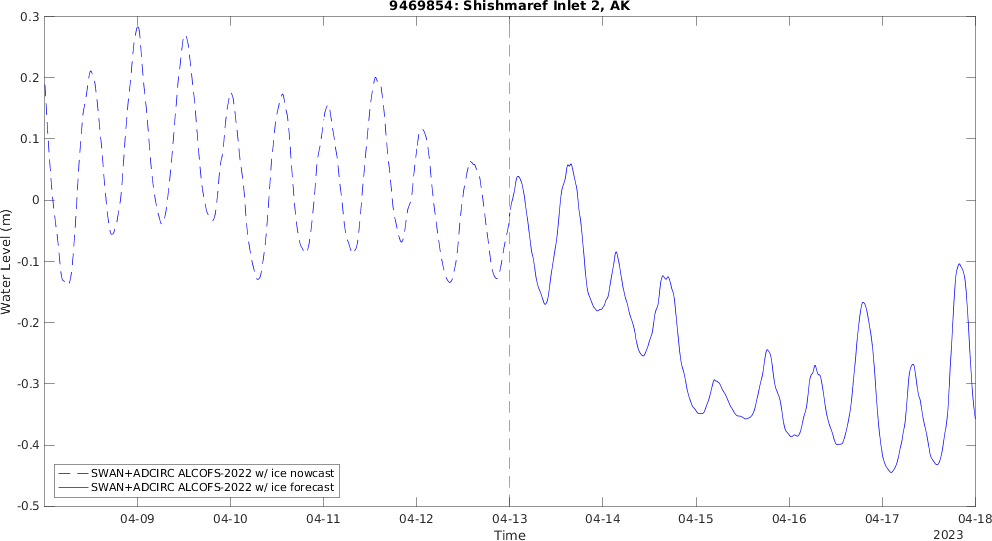 9469854: Shishmaref Inlet 2, AK
0.3
0.2
0.1
0
-0.1
-0.2
-0.3
-0.4
-0.5
Water Level (m)
SWAN+ADCIRC ALCOFS-2022 w/ ice nowcast
SWAN+ADCIRC ALCOFS-2022 w/ ice forecast
04-09 04-10 04-11 04-12 04-13 04-14 04-15 04-16 04-17 04-18
Time
2023